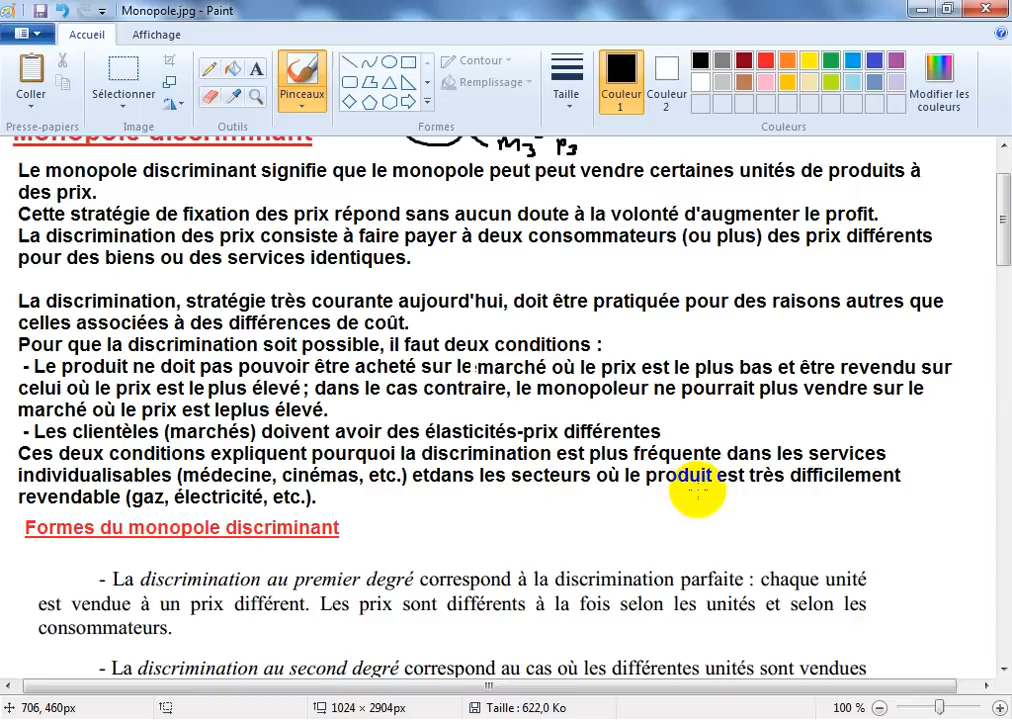 Monopole.jpg - Paint
Accueil
Affichage
Coller
Sélectionner
A
Pinceaux
Contour
Remplissage
Taille
Couleur
1
Couleur
2
Modifier les
couleurs
Presse-papiers
Image
Outils
Formes
Couleurs
Monopole discriminant
M3 P3
Le monopole discriminant signifie que le monopole peut peut vendre certaines unités de produits à
des prix.
Cette stratégie de fixation des prix répond sans aucun doute à la volonté d'augmenter le profit.
La discrimination des prix consiste à faire payer à deux consommateurs (ou plus) des prix différents
pour des biens ou des services identiques.
La discrimination, stratégie très courante aujourd'hui, doit être pratiquée pour des raisons autres que
celles associées à des différences de coût.
Pour que la discrimination soit possible, il faut deux conditions :
- Le produit ne doit pas pouvoir être acheté sur le marché où le prix est le plus bas et être revendu sur
celui où le prix est le plus élevé ; dans le cas contraire, le monopoleur ne pourrait plus vendre sur le
marché où le prix est leplus élevé.
- Les clientèles (marchés) doivent avoir des élasticités-prix différentes
Ces deux conditions expliquent pourquoi la discrimination est plus fréquente dans les services
individualisables (médecine, cinémas, etc.) etdans les secteurs où le produit est très difficilement
revendable (gaz, électricité, etc.).
Formes du monopole discriminant
- La discrimination au premier degré correspond à la discrimination parfaite : chaque unité
est vendue à un prix différent. Les prix sont différents à la fois selon les unités et selon les
consommateurs.
- La discrimination au second degré correspond au cas où les différentes unités sont vendues
706, 460px
1024 × 2904px
Taille : 622,0 Ko
100 %